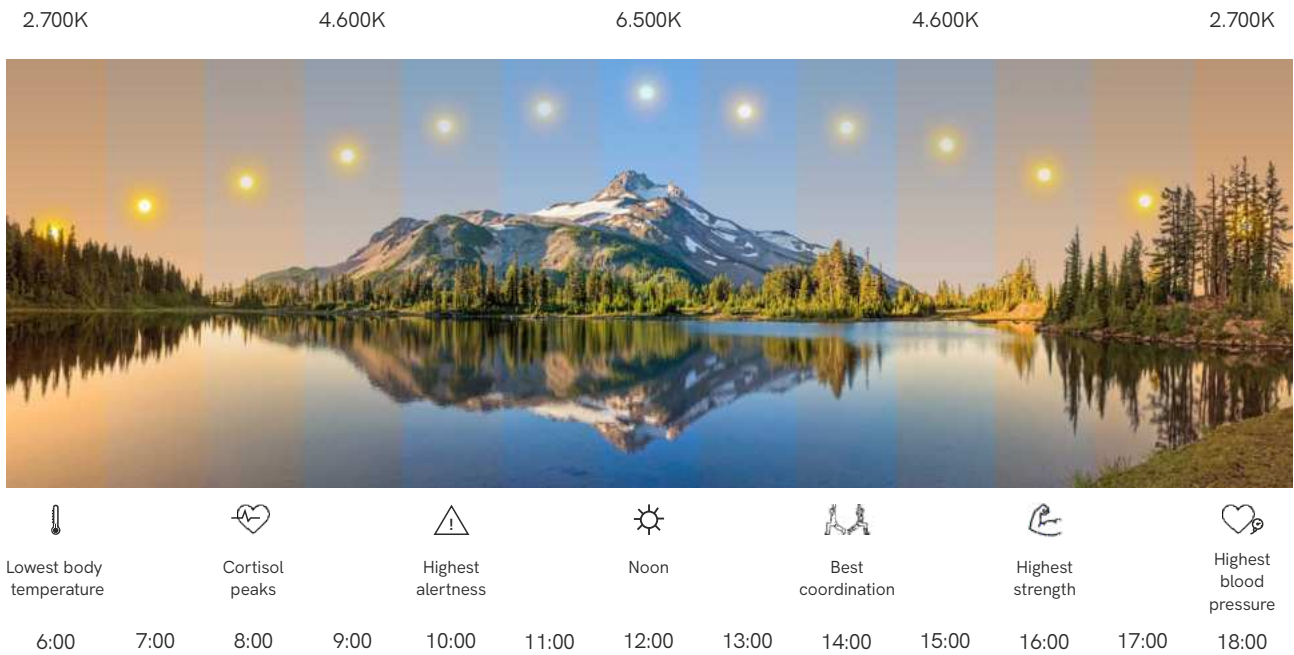 2.700K 4.600K 6.500K 4.600K 2.700K
Lowest body
temperature
Cortisol
peaks
Highest
alertness
Noon
Best
coordination
Highest
strength
Highest
blood
pressure
6:00 7:00 8:00 9:00 10:00 11:00 12:00 13:00 14:00 15:00 16:00 17:00 18:00